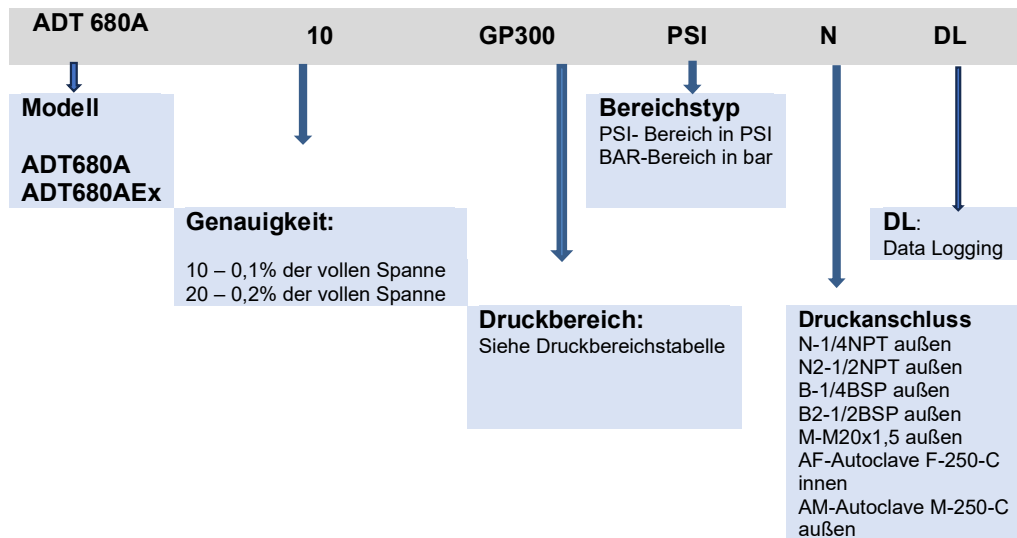 ADT 680A 10 GP300 PSI N DL
Modell
ADT680A
ADT680AEx
Genauigkeit:
10 – 0,1% der vollen Spanne
20 – 0,2% der vollen Spanne
Druckbereich:
Siehe Druckbereichstabelle
Bereichstyp
PSI- Bereich in PSI
BAR-Bereich in bar
Druckanschluss
N-1/4NPT außen
N2-1/2NPT außen
B-1/4BSP außen
B2-1/2BSP außen
M-M20x1,5 außen
AF-Autoclave F-250-C
innen
AM-Autoclave M-250-C
außen
DL:
Data Logging